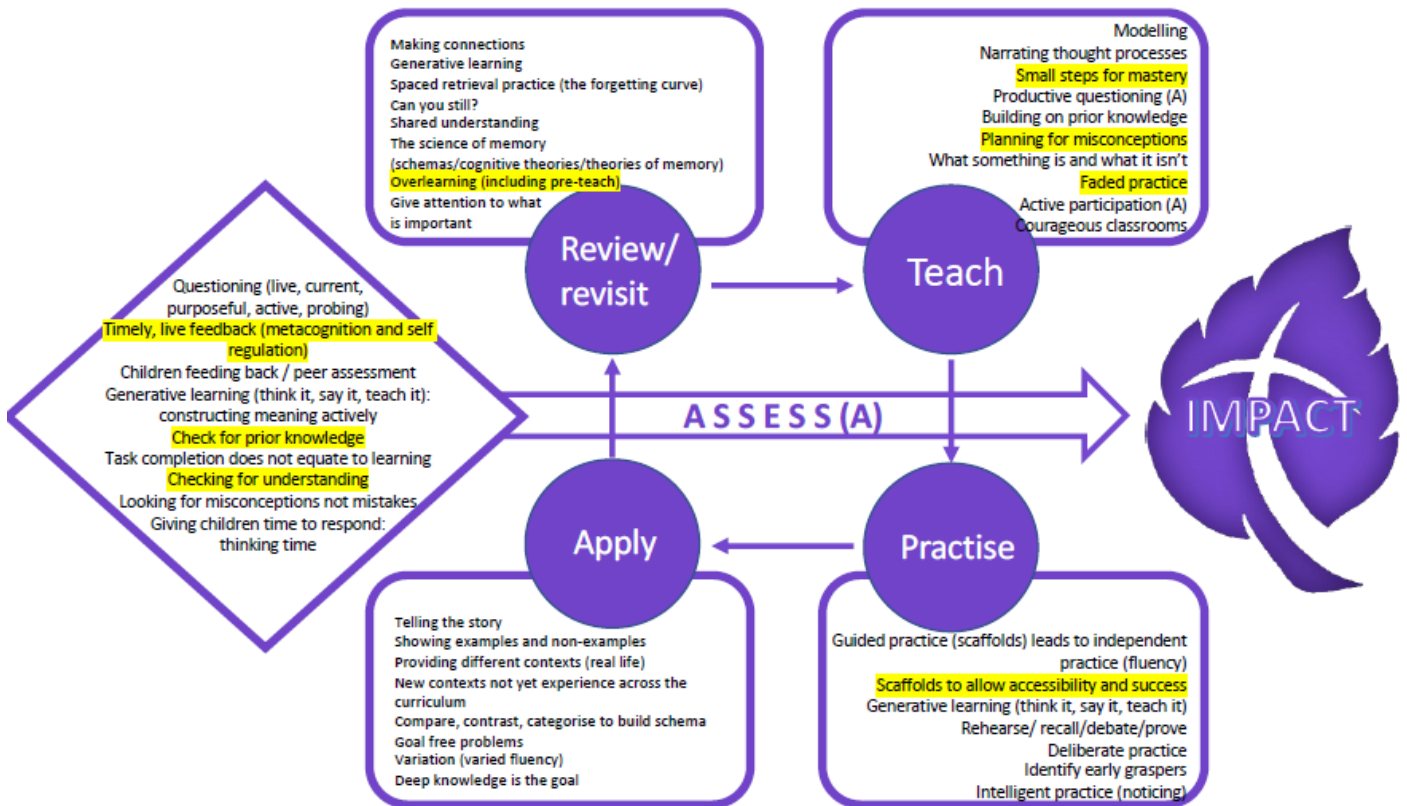 Making connections
Generative learning
Spaced retrieval practice (the forgetting curve)
Can you still?
Shared understanding
The science of memory
(schemas/cognitive theories/theories of memory)
Overlearning (including pre-teach)
Give attention to what
is important
Review/
revisit
Modelling
Narrating thought processes
Small steps for mastery
Productive questioning (A)
Building on prior knowledge
Planning for misconceptions
What something is and what it isn't
Faded practice
Active participation (A)
Courageous classrooms
Teach
Questioning (live, current,
purposeful, active, probing)
Timely, live feedback (metacognition and self
regulation)
Children feeding back / peer assessment
Generative learning (think it, say it, teach it):
constructing meaning actively
Check for prior knowledge
Task completion does not equate to learning
Checking for understanding
Looking for misconceptions not mistakes
Giving children time to respond:
thinking time
ASSESS (A)
IMPACT
Apply
Telling the story
Showing examples and non-examples
Providing different contexts (real life)
New contexts not yet experience across the
curriculum
Compare, contrast, categorise to build schema
Goal free problems
Variation (varied fluency)
Deep knowledge is the goal
Practise
Guided practice (scaffolds) leads to independent
practice (fluency)
Scaffolds to allow accessibility and success
Generative learning (think it, say it, teach it)
Rehearse/ recall/debate/prove
Deliberate practice
Identify early graspers
Intelligent practice (noticing)